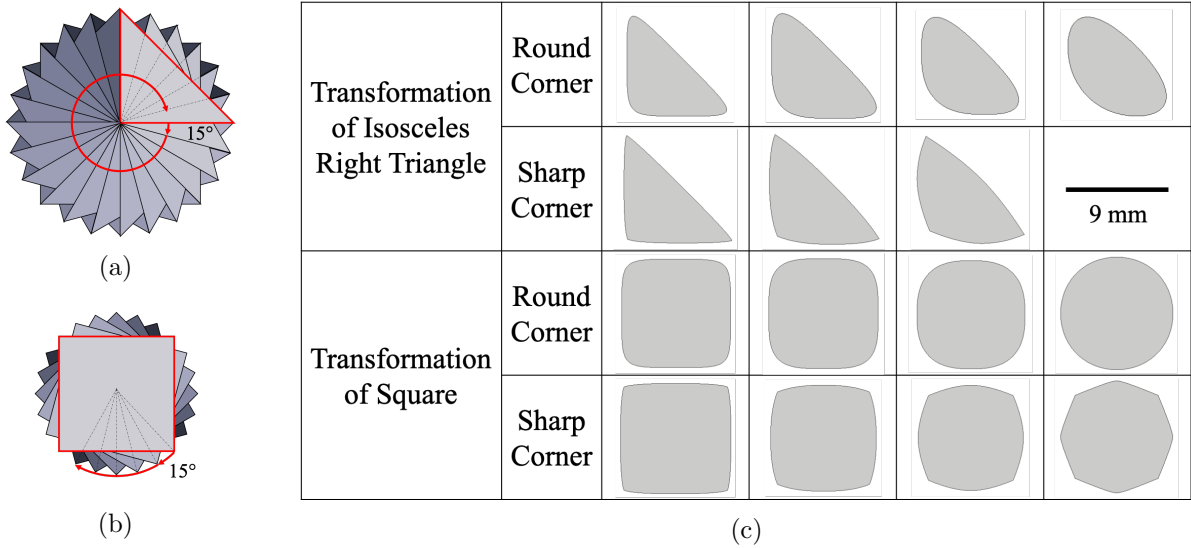 15°
(a)
15°
(b)
Transformation
of Isosceles
Right Triangle
Round
Corner
Sharp
Corner
9 mm
Transformation
of Square
Round
Corner
Sharp
Corner
(c)